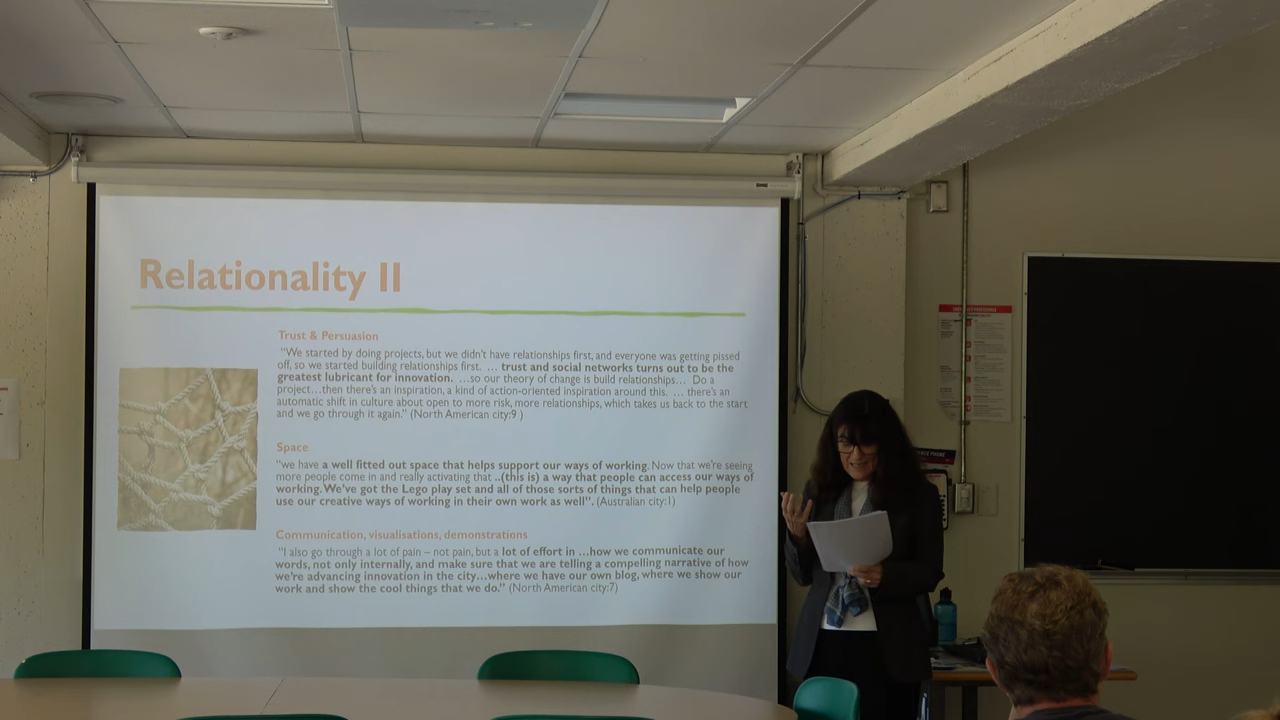 Relationality II
Trust & Persuasion
"We started by doing projects, but we didn't have relationships first, and everyone was getting pissed
off, so we started building relationships first. … trust and social networks turns out to be the
greatest lubricant for innovation. …so our theory of change is build relationships… Do a
project…then there's an inspiration, a kind of action-oriented inspiration around this. … there's an
automatic shift in culture about open to more risk, more relationships, which takes us back to the start
and we go through it again." (North American city:9 )
Space
"we have a well fitted out space that helps support our ways of working. Now that we're seeing
more people come in and really activating that ..(this is) a way that people can access our ways of
working. We've got the Lego play set and all of those sorts of things that can help people
use our creative ways of working in their own work as well". (Australian city:1)
Communication, visualisations, demonstrations
"I also go through a lot of pain – not pain, but a lot of effort in …how we communicate our
words, not only internally, and make sure that we are telling a compelling narrative of how
we're advancing innovation in the city…where we have our own blog, where we show our
work and show the cool things that we do." (North American city:7)
EMERGENCY PROCEDURES
PHONE